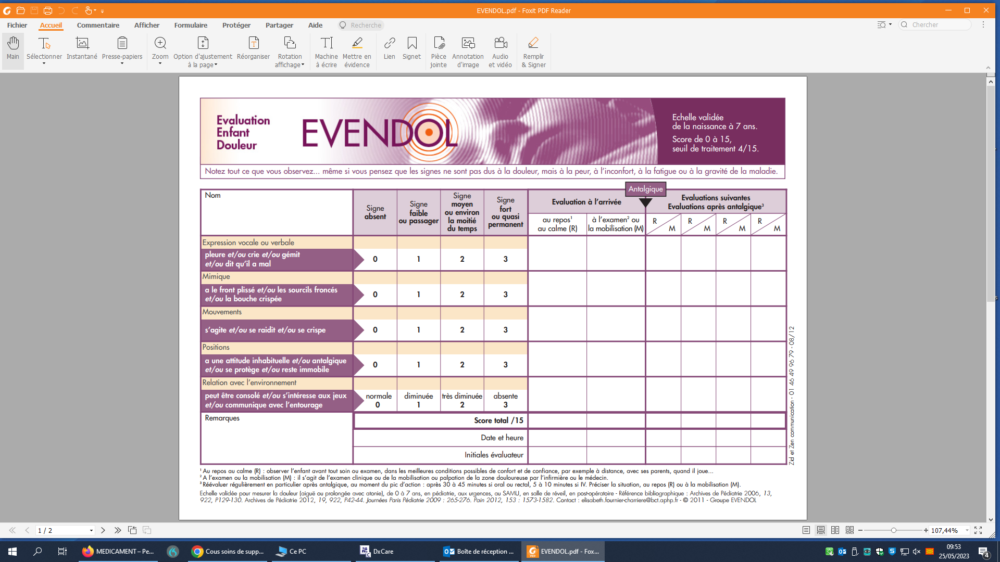 EVENDOL.pdf - Foxit PDF Reader
Fichier Accueil Commentaire Afficher Formulaire Protéger Partager Aide Recherche Chercher
Main Sélectionner Instantané Presse-papiers Zoom Option d'ajustement à la page Réorganiser Rotation affichage Machine à écrire Mettre en évidence Lien Signet Pièce jointe Annotation d'image Audio et vidéo Remplir & Signer
Evaluation
Enfant
Douleur
EVENDOL
Echelle validée
de la naissance à 7 ans.
Score de 0 à 15,
seuil de traitement 4/15.
Notez tout ce que vous observez... même si vous pensez que les signes ne sont pas dus à la douleur, mais à la peur, à l'inconfort, à la fatigue ou à la gravité de la maladie.
Nom
Signe
absent
Signe
faible
ou passager
Signe
moyen
ou environ
la moitié
du temps
Signe
fort
ou quasi
permanent
Evaluation à l'arrivée
Antalgique
Evaluations suivantes
Evaluations après antalgique³
au repos¹
au calme (R)
à l'examen² ou
la mobilisation (M)
R M R M R M R M
Expression vocale ou verbale
pleure et/ou crie et/ou gémit
et/ou dit qu'il a mal
0 1 2 3
Mimique
a le front plissé et/ou les sourcils froncés
et/ou la bouche crispée
0 1 2 3
Mouvements
s'agite et/ou se raidit et/ou se crispe
0 1 2 3
Positions
a une attitude inhabituelle et/ou antalgique
et/ou se protège et/ou reste immobile
0 1 2 3
Relation avec l'environnement
peut être consolé et/ou s'intéresse aux jeux
et/ou communique avec l'entourage
normale diminuée très diminuée absente
0 1 2 3
Remarques
Score total /15
Date et heure
Initiales évaluateur
Zid et Zen communication - 01 46 49 96 79 - 08/12
¹ Au repos au calme (R) : observer l'enfant avant tout soin ou examen, dans les meilleures conditions possibles de confort et de confiance, par exemple à distance, avec ses parents, quand il joue...
² A l'examen ou la mobilisation (M) : il s'agit de l'examen clinique ou de la mobilisation ou palpation de la zone douloureuse par l'infirmière ou le médecin.
³ Réévaluer régulièrement en particulier après antalgique, au moment du pic d'action : après 30 à 45 minutes si oral ou rectal, 5 à 10 minutes si IV. Préciser la situation, au repos (R) ou à la mobilisation (M).
Echelle validée pour mesurer la douleur (aiguë ou prolongée avec atonie), de 0 à 7 ans, en pédiatrie, aux urgences, au SAMU, en salle de réveil, en post-opératoire - Référence bibliographique : Archives de Pédiatrie 2006, 13,
922, P129-130. Archives de Pédiatrie 2012, 19, 922, P42-44. Journées Paris Pédiatrie 2009 : 265-276. Pain 2012, 153 : 1573-1582. Contact : elisabeth.fournier-charriere@bct.aphp.fr - © 2011 - Groupe EVENDOL
1 / 2
107,44%
MEDICAMENT – Pe... Cous soins de supp... Ce PC DxCare Boîte de réception ... EVENDOL.pdf - Fox...
09:53
25/05/2023
4